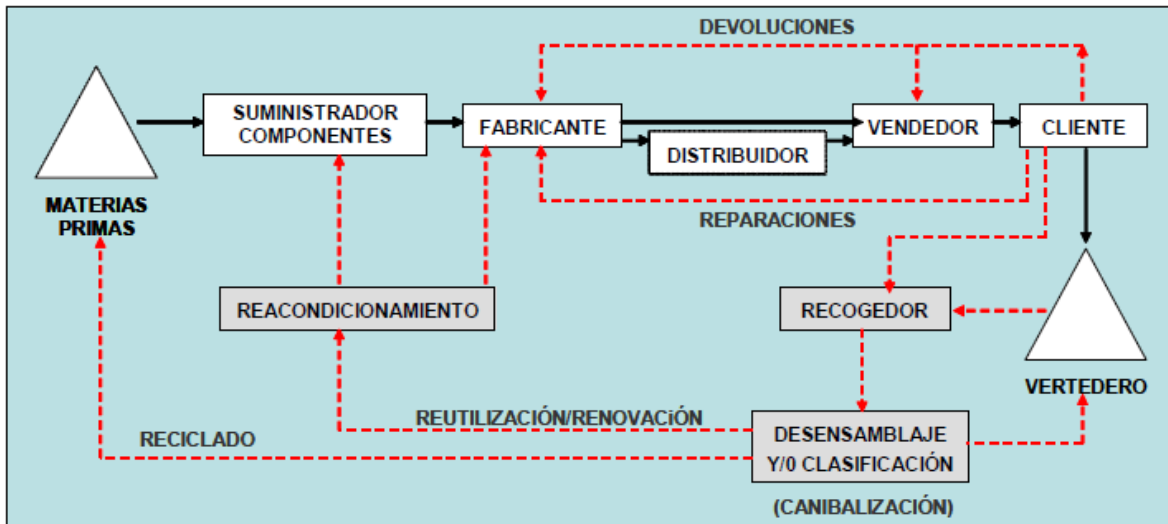 DEVOLUCIONES
SUMINISTRADOR
COMPONENTES
FABRICANTE
VENDEDOR
CLIENTE
DISTRIBUIDOR
MATERIAS
PRIMAS
REPARACIONES
REACONDICIONAMIENTO
RECOGEDOR
VERTEDERO
REUTILIZACIÓN/RENOVACiÓN
RECICLADO
DESENSAMBLAJE
Y/0 CLASIFICACIÓN
(CANIBALIZACIÓN)